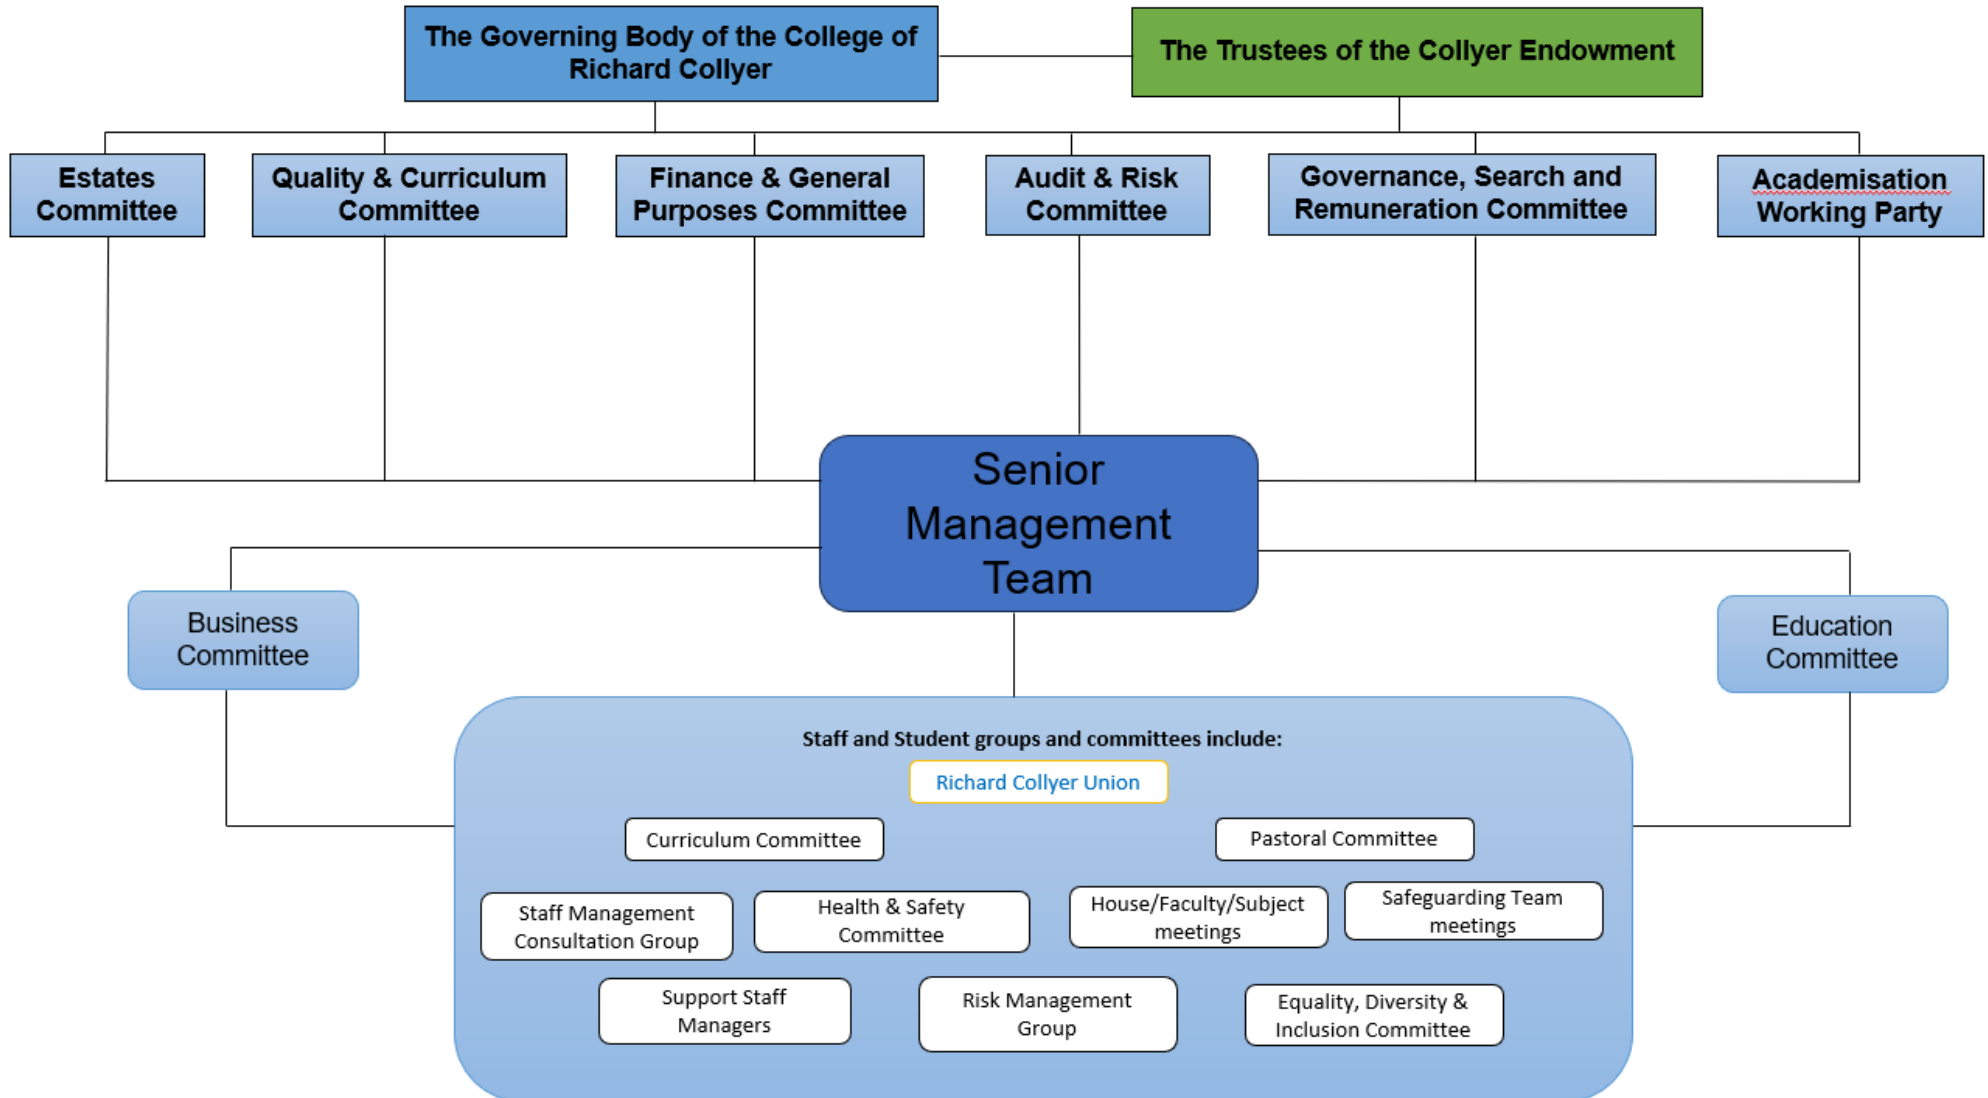 The Governing Body of the College of
Richard Collyer
The Trustees of the Collyer Endowment
Estates
Committee
Quality & Curriculum
Committee
Finance & General
Purposes Committee
Audit & Risk
Committee
Governance, Search and
Remuneration Committee
Academisation
Working Party
Senior
Management
Team
Business
Committee
Education
Committee
Staff and Student groups and committees include:
Richard Collyer Union
Curriculum Committee
Pastoral Committee
Staff Management
Consultation Group
Health & Safety
Committee
House/Faculty/Subject
meetings
Safeguarding Team
meetings
Support Staff
Managers
Risk Management
Group
Equality, Diversity &
Inclusion Committee